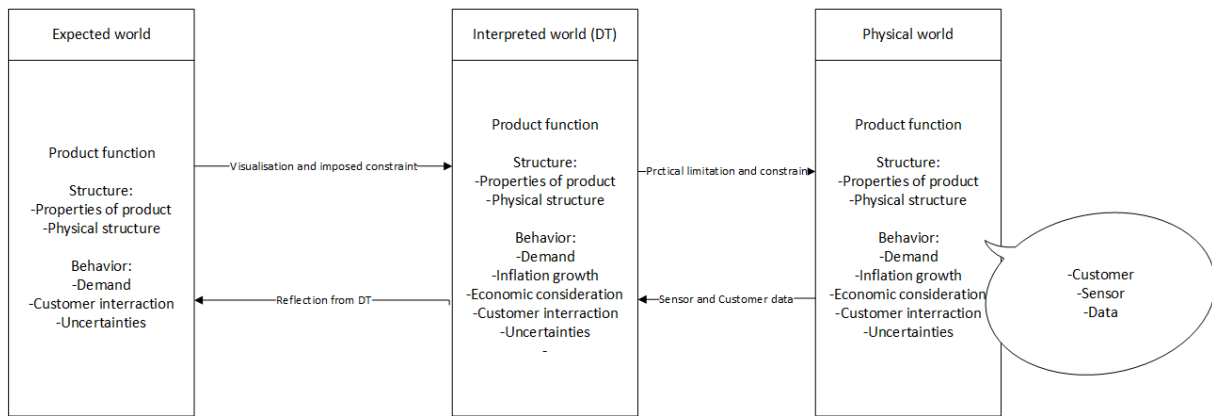 Expected world
Product function
Structure:
-Properties of product
-Physical structure
Behavior:
-Demand
-Customer interraction
-Uncertainties
Visualisation and imposed constraint
Reflection from DT
Interpreted world (DT)
Product function
Structure:
-Properties of product
-Physical structure
Behavior:
-Demand
-Inflation growth
-Economic consideration
-Customer interraction
-Uncertainties
-
Prctical limitation and constrain
Sensor and Customer data
Physical world
Product function
Structure:
-Properties of product
-Physical structure
Behavior:
-Demand
-Inflation growth
-Economic consideration
-Customer interraction
-Uncertainties
-Customer
-Sensor
-Data